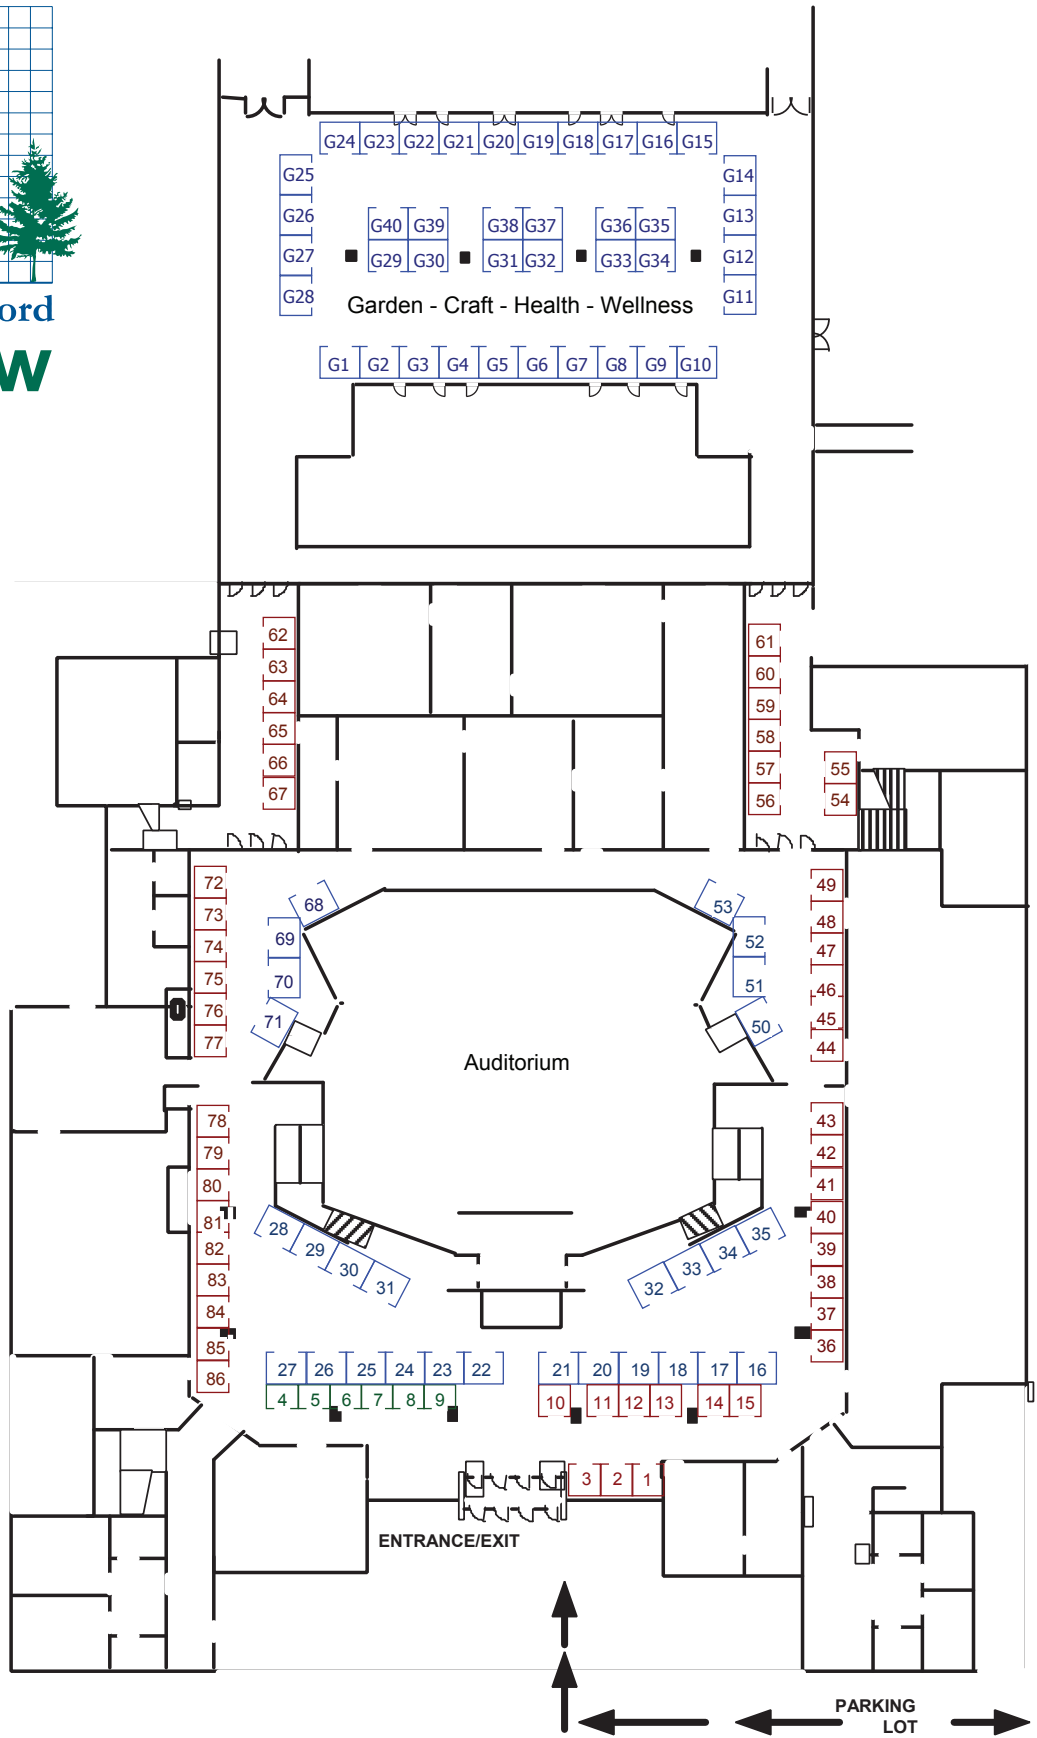 ord
W
G24 G23 G22 G21 G20 G19 G18 G17 G16 G15
G25 G14
G26 G13
G40 G39 G38 G37 G36 G35
G27 G12
G29 G30 G31 G32 G33 G34
G28 G11
Garden - Craft - Health - Wellness
G1 G2 G3 G4 G5 G6 G7 G8 G9 G10
62 61
63 60
64 59
65 58
66 57 55
67 56 54
72 49
68 53
73 48
74 69 52 47
75 70 51 46
76 71 50 45
77 44
Auditorium
78 43
79 42
80 41
81 28 35 40
82 29 34 39
83 30 33 38
31 32
84 37
85 36
27 26 25 24 23 22 21 20 19 18 17 16
86
4 5 6 7 8 9 10 11 12 13 14 15
3 2 1
ENTRANCE/EXIT
PARKING
LOT